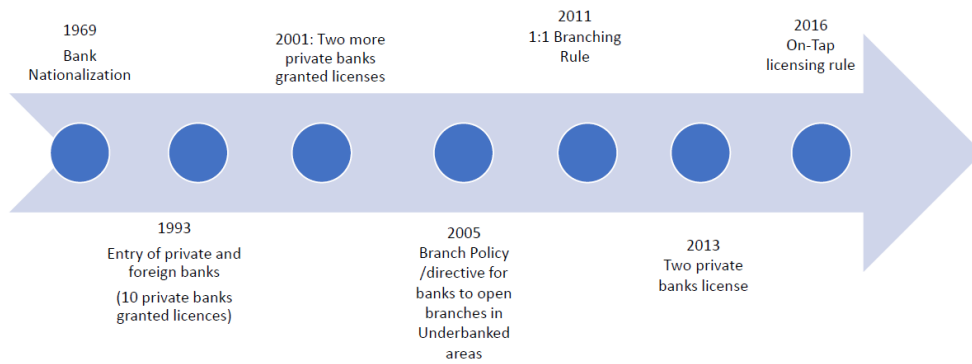 1969
Bank
Nationalization
1993
Entry of private and
foreign banks
(10 private banks
granted licences)
2001: Two more
private banks
granted licenses
2005
Branch Policy
/directive for
banks to open
branches in
Underbanked
areas
2011
1:1 Branching
Rule
2013
Two private
banks license
2016
On-Tap
licensing rule